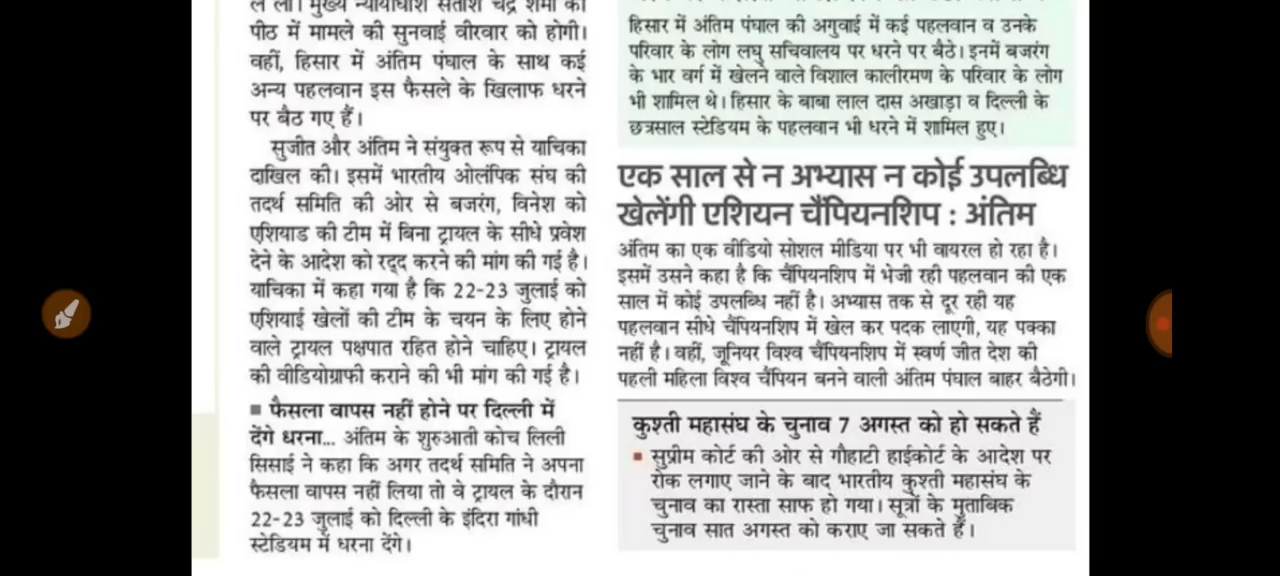 ले ली। मुख्य न्यायाधीश सतीश चंद्र शर्मा की
पीठ में मामले की सुनवाई वीरवार को होगी।
वहीं, हिसार में अंतिम पंघाल के साथ कई
अन्य पहलवान इस फैसले के खिलाफ धरने
पर बैठ गए हैं।
सुजीत और अंतिम ने संयुक्त रूप से याचिका
दाखिल की। इसमें भारतीय ओलंपिक संघ की
तदर्थ समिति की ओर से बजरंग, विनेश को
एशियाड की टीम में बिना ट्रायल के सीधे प्रवेश
देने के आदेश को रद्द करने की मांग की गई है।
याचिका में कहा गया है कि 22-23 जुलाई को
एशियाई खेलों की टीम के चयन के लिए होने
वाले ट्रायल पक्षपात रहित होने चाहिए। ट्रायल
की वीडियोग्राफी कराने की भी मांग की गई है।
■ फैसला वापस नहीं होने पर दिल्ली में
देंगे धरना... अंतिम के शुरुआती कोच लिली
सिसाई ने कहा कि अगर तदर्थ समिति ने अपना
फैसला वापस नहीं लिया तो वे ट्रायल के दौरान
22-23 जुलाई को दिल्ली के इंदिरा गांधी
स्टेडियम में धरना देंगे।
हिसार में अंतिम पंघाल की अगुवाई में कई पहलवान व उनके
परिवार के लोग लघु सचिवालय पर धरने पर बैठे। इनमें बजरंग
के भार वर्ग में खेलने वाले विशाल कालीरमण के परिवार के लोग
भी शामिल थे। हिसार के बाबा लाल दास अखाड़ा व दिल्ली के
छत्रसाल स्टेडियम के पहलवान भी धरने में शामिल हुए।
एक साल से न अभ्यास न कोई उपलब्धि
खेलेंगी एशियन चैंपियनशिप : अंतिम
अंतिम का एक वीडियो सोशल मीडिया पर भी वायरल हो रहा है।
इसमें उसने कहा है कि चैंपियनशिप में भेजी रही पहलवान की एक
साल में कोई उपलब्धि नहीं है। अभ्यास तक से दूर रही यह
पहलवान सीधे चैंपियनशिप में खेल कर पदक लाएगी, यह पक्का
नहीं है। वहीं, जूनियर विश्व चैंपियनशिप में स्वर्ण जीत देश की
पहली महिला विश्व चैंपियन बनने वाली अंतिम पंघाल बाहर बैठेगी।
कुश्ती महासंघ के चुनाव 7 अगस्त को हो सकते हैं
■ सुप्रीम कोर्ट की ओर से गौहाटी हाईकोर्ट के आदेश पर
रोक लगाए जाने के बाद भारतीय कुश्ती महासंघ के
चुनाव का रास्ता साफ हो गया। सूत्रों के मुताबिक
चुनाव सात अगस्त को कराए जा सकते हैं।